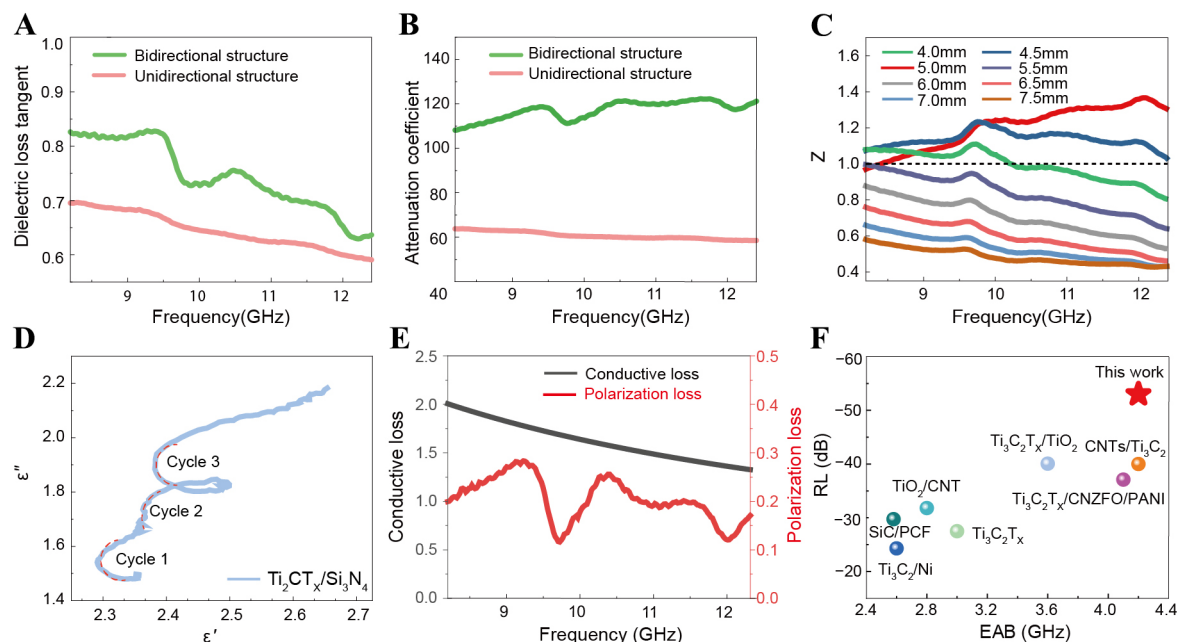 A
Dielectric loss tangent
1.0
0.9
0.8
0.7
0.6
Bidirectional structure
Unidirectional structure
9
10
11
12
Frequency(GHz)
B
Attenuation coefficient
140
120
100
80
60
40
Bidirectional structure
Unidirectional structure
9
10
11
12
Frequency(GHz)
C
Z
1.6
1.4
1.2
1.0
0.8
0.6
0.4
4.0mm
4.5mm
5.0mm
5.5mm
6.0mm
6.5mm
7.0mm
7.5mm
9
10
11
12
Frequency(GHz)
D
ε″
2.2
2.0
1.8
1.6
1.4
Cycle 3
Cycle 2
Cycle 1
Ti₂CTₓ/Si₃N₄
2.3
2.4
2.5
2.6
2.7
ε′
E
Conductive loss
2.5
2.0
1.5
1.0
0.5
0.0
Conductive loss
Polarization loss
0.5
0.4
0.3
0.2
0.1
0.0
Polarization loss
9
10
11
12
Frequency (GHz)
F
RL (dB)
−60
−50
−40
−30
−20
This work
Ti₃C₂Tₓ/TiO₂
CNTs/Ti₃C₂
Ti₃C₂Tₓ/CNZFO/PANI
TiO₂/CNT
SiC/PCF
Ti₃C₂Tₓ
Ti₃C₂/Ni
2.4
2.8
3.2
3.6
4.0
4.4
EAB (GHz)